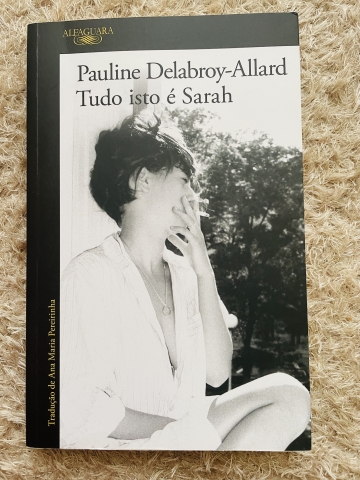 ALFAGUARA
Pauline Delabroy-Allard
Tudo isto é Sarah
Tradução de Ana Maria Pereirinha